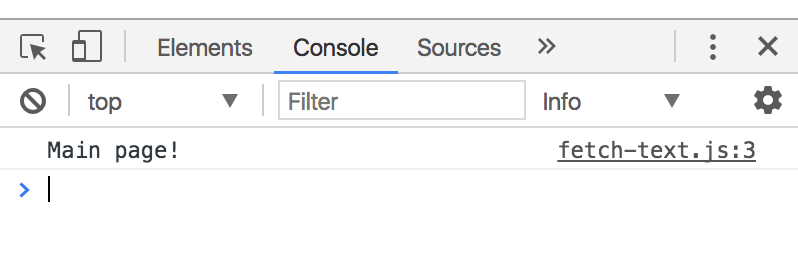 Elements Console Sources »
top Filter Info
Main page! fetch-text.js:3
>